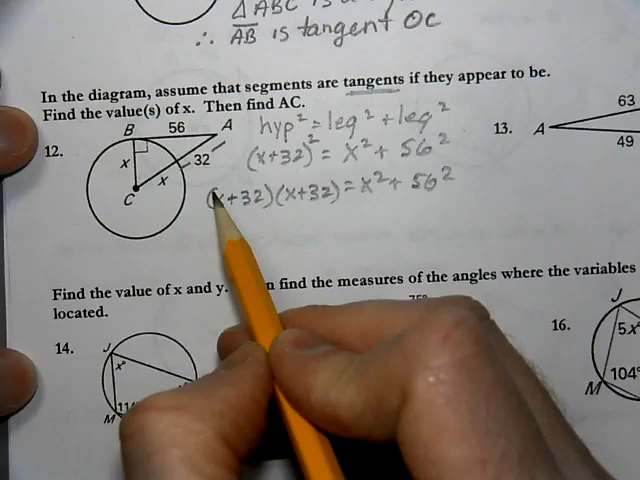 △ABC is a
∴ AB is tangent ⊙C
In the diagram, assume that segments are tangents if they appear to be.
Find the value(s) of x. Then find AC.
12.
B 56 A
x
32
x
C
hyp² = leg² + leg²
(x+32)² = x² + 56²
(x+32)(x+32) = x² + 56²
13.
A
63
49
Find the value of x and y. find the measures of the angles where the variables
located.
14.
J
x°
M
16.
J
5x
104°
M